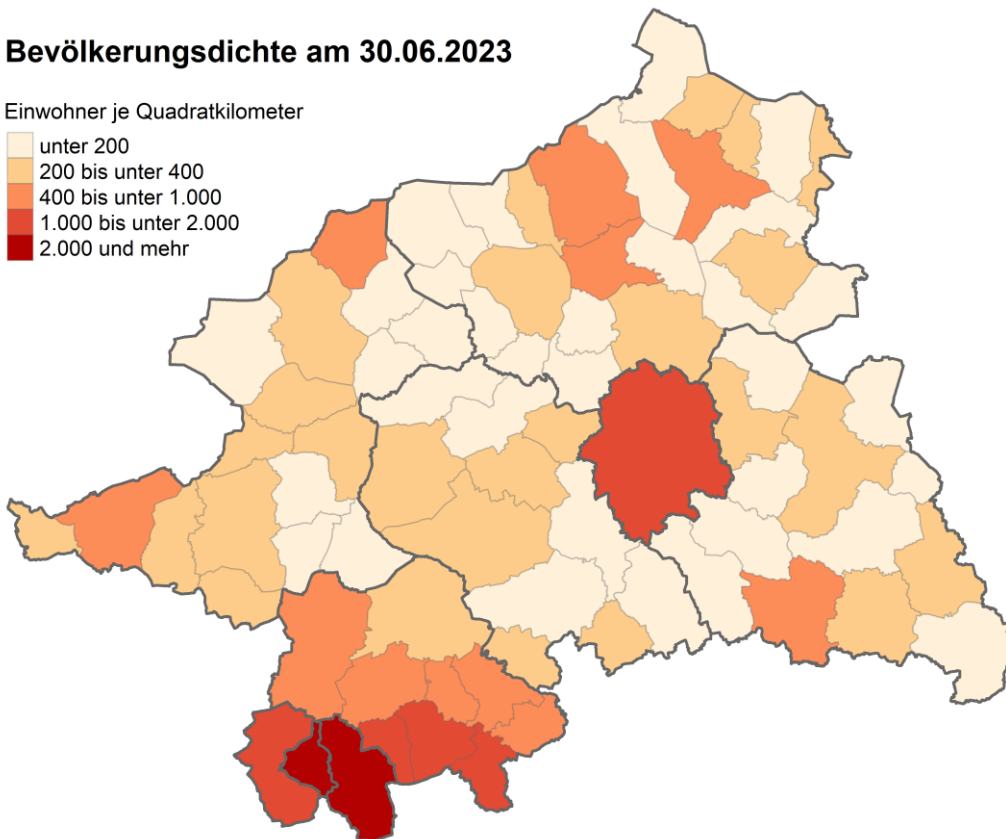 Bevölkerungsdichte am 30.06.2023
Einwohner je Quadratkilometer
unter 200
200 bis unter 400
400 bis unter 1.000
1.000 bis unter 2.000
2.000 und mehr